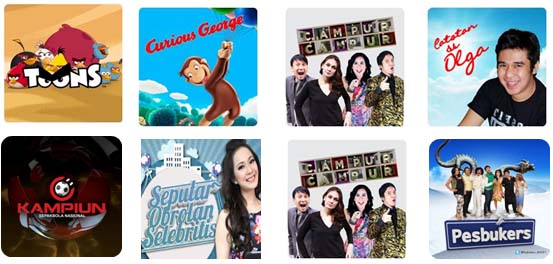 TOONS
Curious George
CAMPUR
CAMPUR
Catatan
si
Olga
KAMPIUN
SEPAKBOLA NASIONAL
Seputar
Obrolan
Selebritis
CAMPUR
CAMPUR
Pesbukers